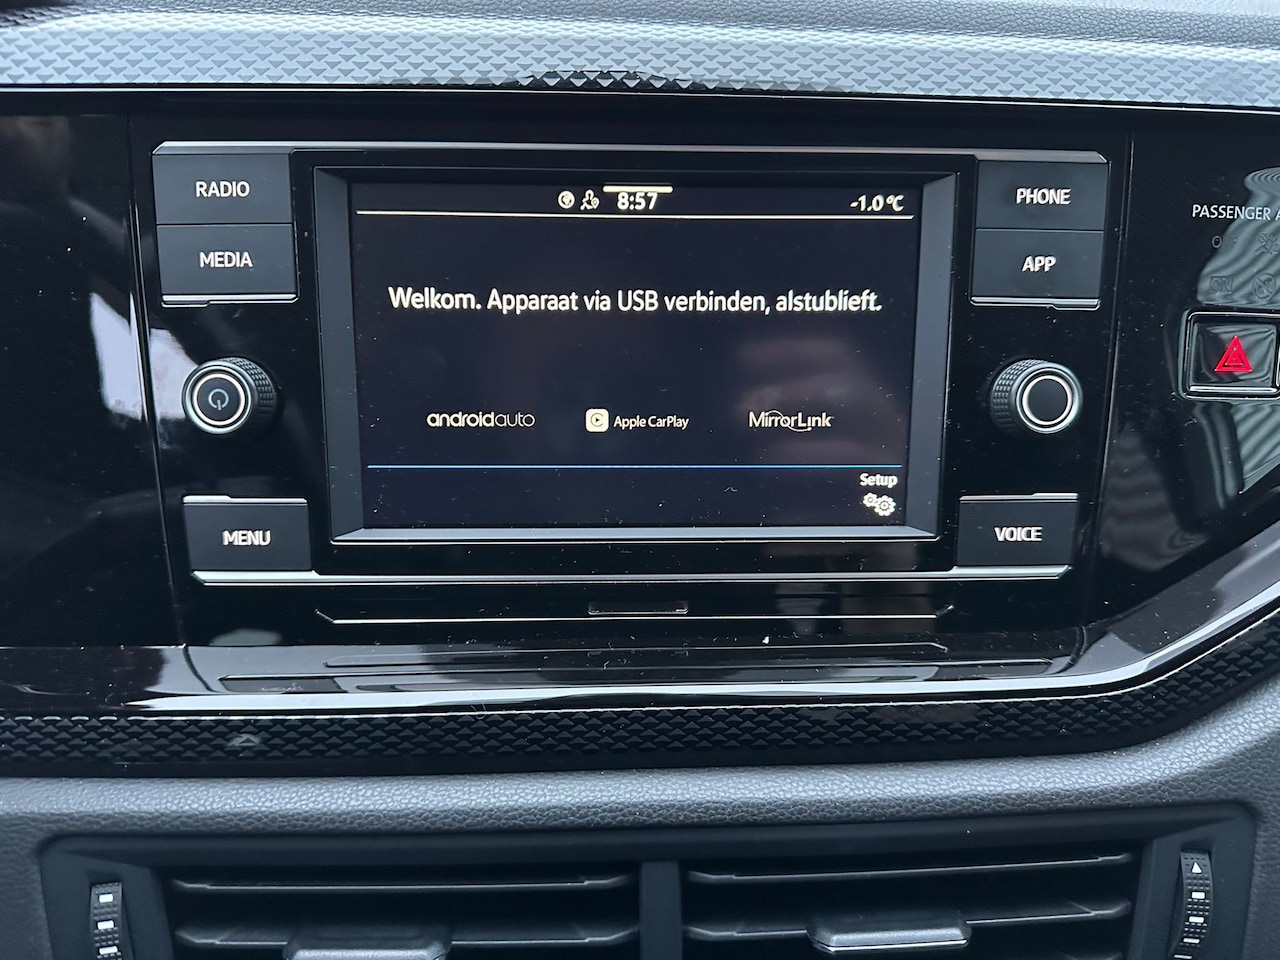 RADIO
MEDIA
MENU
8:57
-1.0 °C
Welkom. Apparaat via USB verbinden, alstublieft.
androidauto
Apple CarPlay
MirrorLink
Setup
PHONE
APP
VOICE
PASSENGER A